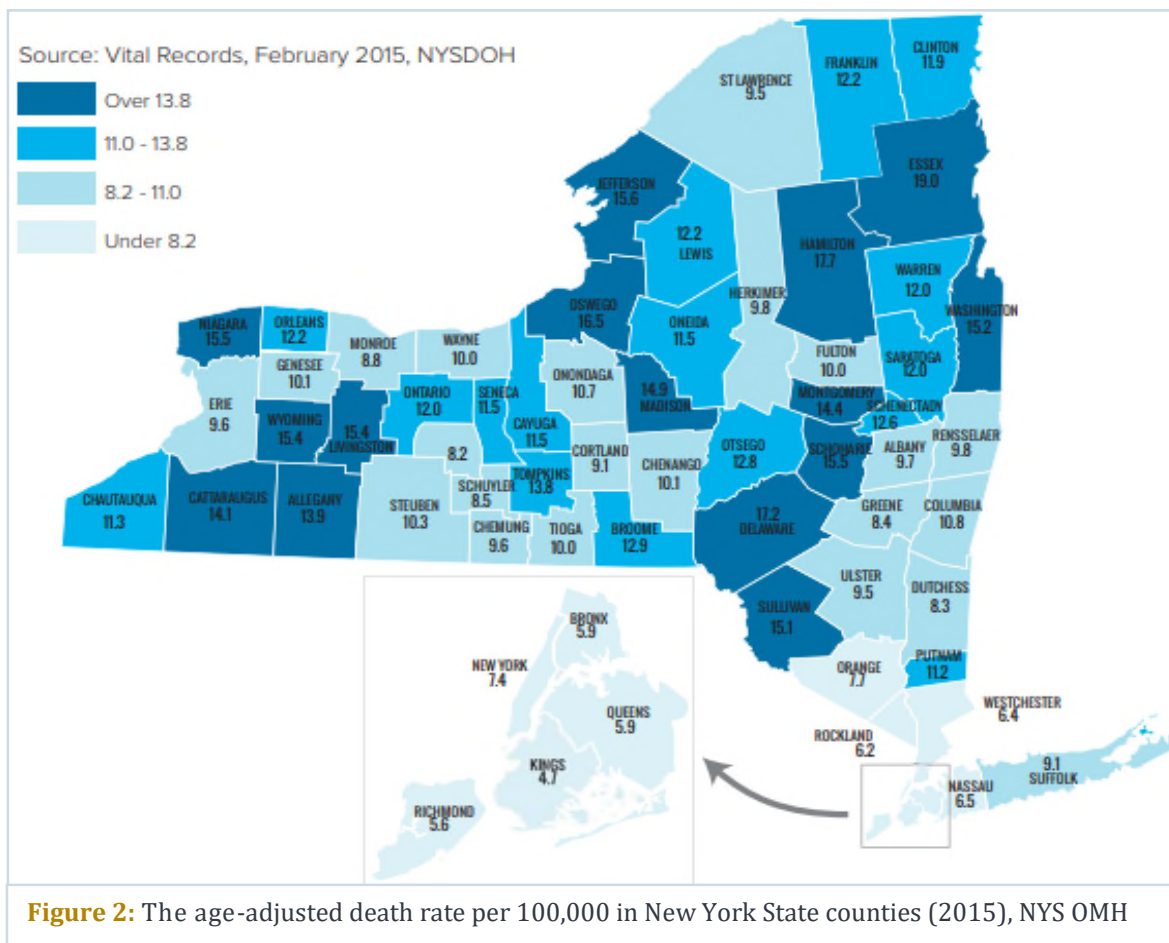 Source: Vital Records, February 2015, NYSDOH
Over 13.8
11.0 - 13.8
8.2 - 11.0
Under 8.2
CLINTON
11.9
FRANKLIN
12.2
ST LAWRENCE
9.5
ESSEX
19.0
JEFFERSON
15.6
12.2
LEWIS
HAMILTON
17.7
WARREN
12.0
WASHINGTON
15.2
HERKIMER
9.8
OSWEGO
16.5
ONEIDA
11.5
NIAGARA
15.5
ORLEANS
12.2
MONROE
8.8
WAYNE
10.0
GENESEE
10.1
ONONDAGA
10.7
FULTON
10.0
SARATOGA
12.0
ERIE
9.6
WYOMING
15.4
15.4
LIVINGSTON
ONTARIO
12.0
SENECA
11.5
CAYUGA
11.5
14.9
MADISON
MONTGOMERY
14.4
SCHENECTADY
12.6
8.2
CORTLAND
9.1
CHENANGO
10.1
OTSEGO
12.8
SCHOHARIE
15.5
ALBANY
9.7
RENSSELAER
9.8
TOMPKINS
13.8
SCHUYLER
8.5
CHAUTAUQUA
11.3
CATTARAUGUS
14.1
ALLEGANY
13.9
STEUBEN
10.3
CHEMUNG
9.6
TIOGA
10.0
BROOME
12.9
17.2
DELAWARE
GREENE
8.4
COLUMBIA
10.8
ULSTER
9.5
DUTCHESS
8.3
SULLIVAN
15.1
ORANGE
7.7
PUTNAM
11.2
WESTCHESTER
6.4
ROCKLAND
6.2
9.1
SUFFOLK
NASSAU
6.5
BRONX
5.9
NEW YORK
7.4
QUEENS
5.9
KINGS
4.7
RICHMOND
5.6
Figure 2: The age-adjusted death rate per 100,000 in New York State counties (2015), NYS OMH